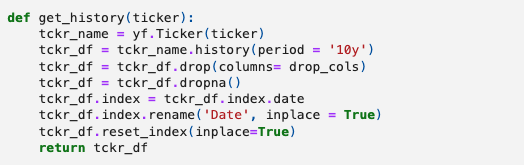 def get_history(ticker):
    tckr_name = yf.Ticker(ticker)
    tckr_df = tckr_name.history(period = '10y')
    tckr_df = tckr_df.drop(columns= drop_cols)
    tckr_df = tckr_df.dropna()
    tckr_df.index = tckr_df.index.date
    tckr_df.index.rename('Date', inplace = True)
    tckr_df.reset_index(inplace=True)
    return tckr_df